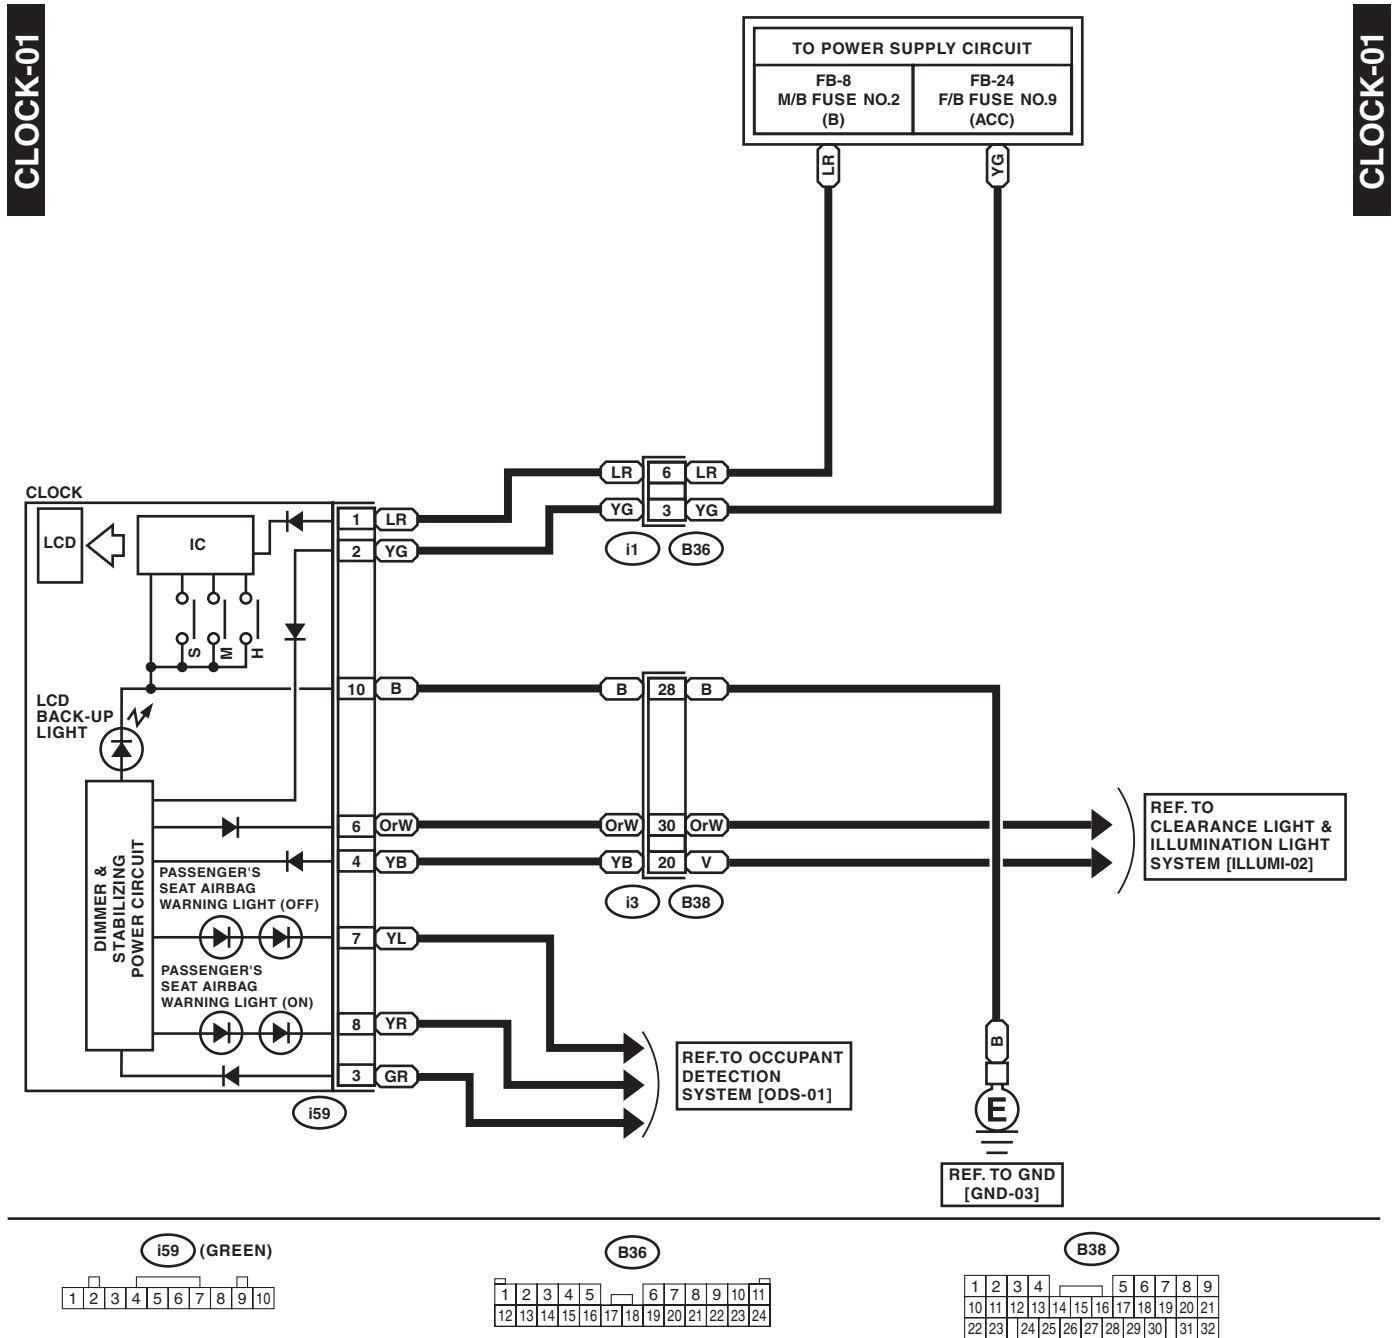 CLOCK-01
CLOCK-01
TO POWER SUPPLY CIRCUIT
FB-8
M/B FUSE NO.2
(B)
FB-24
F/B FUSE NO.9
(ACC)
LR
YG
LR 6 LR
YG 3 YG
i1 B36
CLOCK
LCD
IC
1 LR
2 YG
S
M
H
10 B
B 28 B
LCD
BACK-UP
LIGHT
6 OrW
OrW 30 OrW
4 YB
YB 20 V
i3 B38
REF. TO
CLEARANCE LIGHT &
ILLUMINATION LIGHT
SYSTEM [ILLUMI-02]
DIMMER &
STABILIZING
POWER CIRCUIT
PASSENGER'S
SEAT AIRBAG
WARNING LIGHT (OFF)
7 YL
PASSENGER'S
SEAT AIRBAG
WARNING LIGHT (ON)
8 YR
3 GR
i59
REF.TO OCCUPANT
DETECTION
SYSTEM [ODS-01]
B
E
REF. TO GND
[GND-03]
i59 (GREEN)
1 2 3 4 5 6 7 8 9 10
B36
1 2 3 4 5 6 7 8 9 10 11
12 13 14 15 16 17 18 19 20 21 22 23 24
B38
1 2 3 4 5 6 7 8 9
10 11 12 13 14 15 16 17 18 19 20 21
22 23 24 25 26 27 28 29 30 31 32